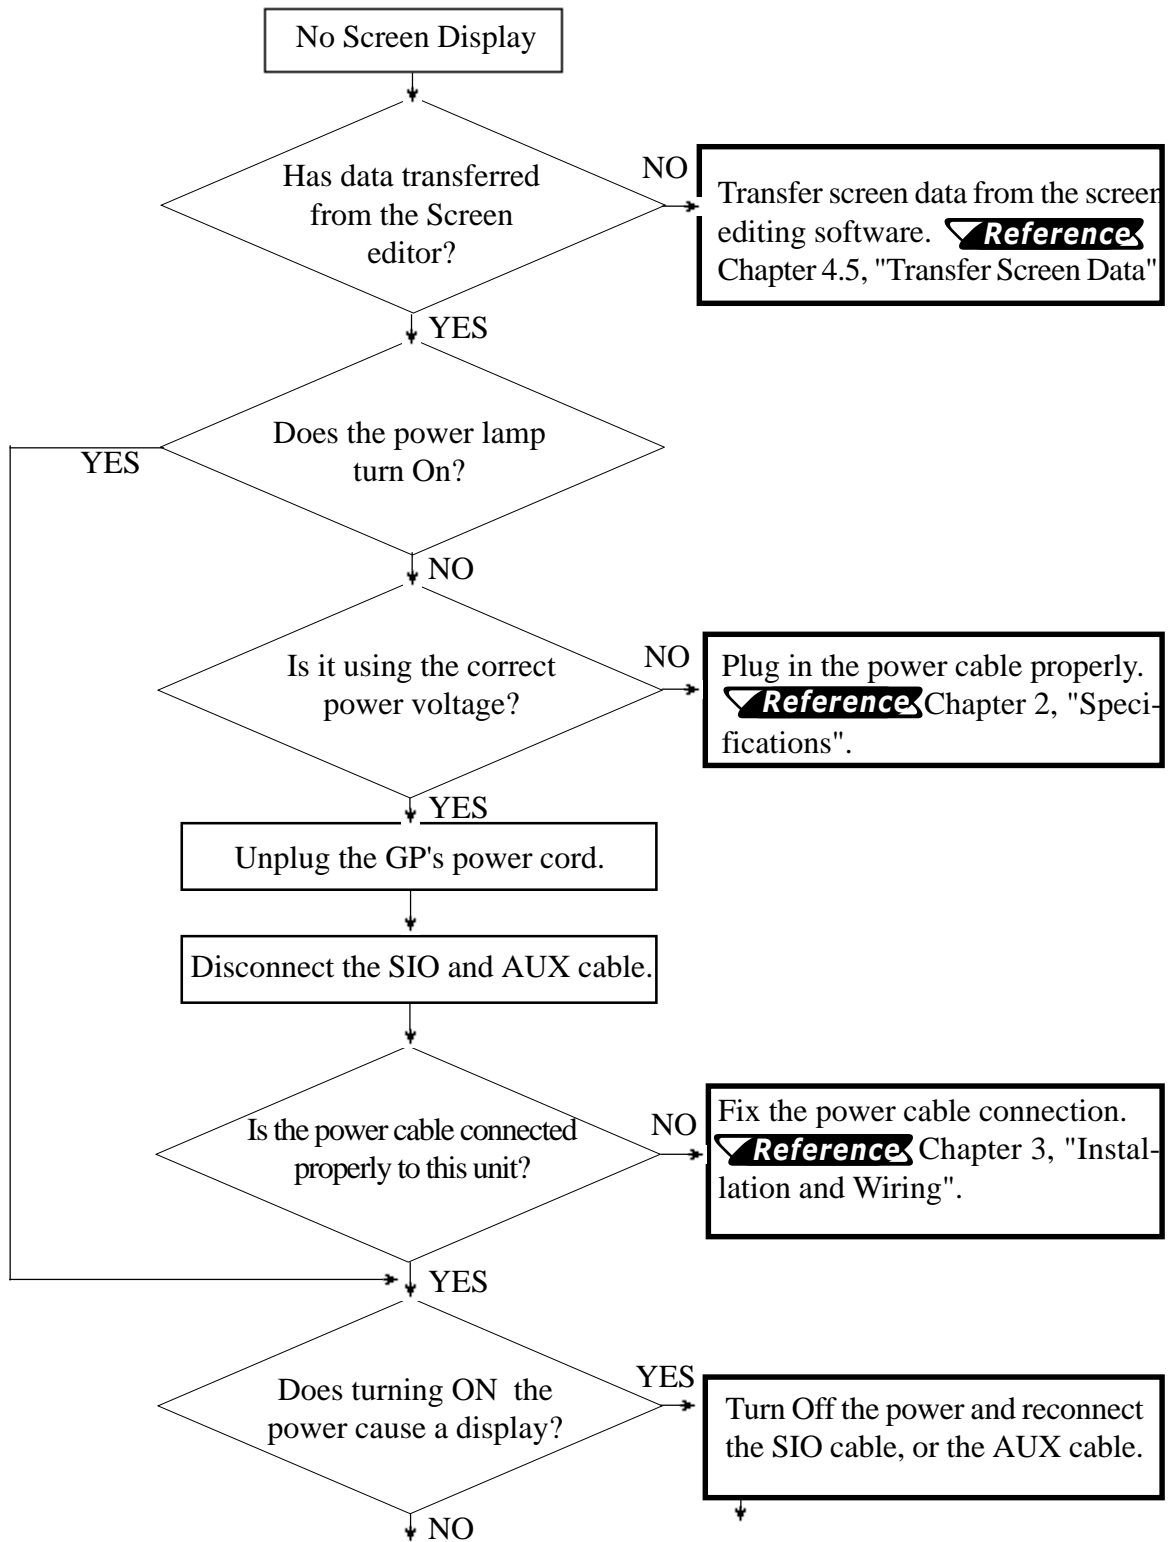 No Screen Display
Has data transferred
from the Screen
editor?
NO
Transfer screen data from the screen
editing software. Reference
Chapter 4.5, "Transfer Screen Data"
YES
Does the power lamp
turn On?
YES
NO
Is it using the correct
power voltage?
NO
Plug in the power cable properly.
Reference Chapter 2, "Speci-
fications".
YES
Unplug the GP's power cord.
Disconnect the SIO and AUX cable.
Is the power cable connected
properly to this unit?
NO
Fix the power cable connection.
Reference Chapter 3, "Instal-
lation and Wiring".
YES
Does turning ON the
power cause a display?
YES
Turn Off the power and reconnect
the SIO cable, or the AUX cable.
NO